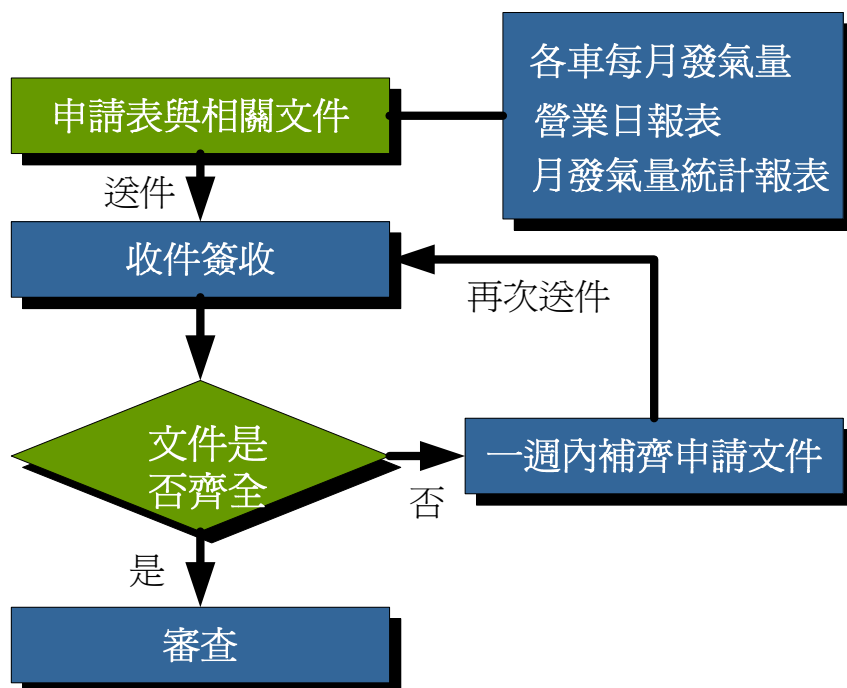 各車每月發氣量
營業日報表
月發氣量統計報表
申請表與相關文件
送件
收件簽收
再次送件
文件是
否齊全
否
一週內補齊申請文件
是
審查